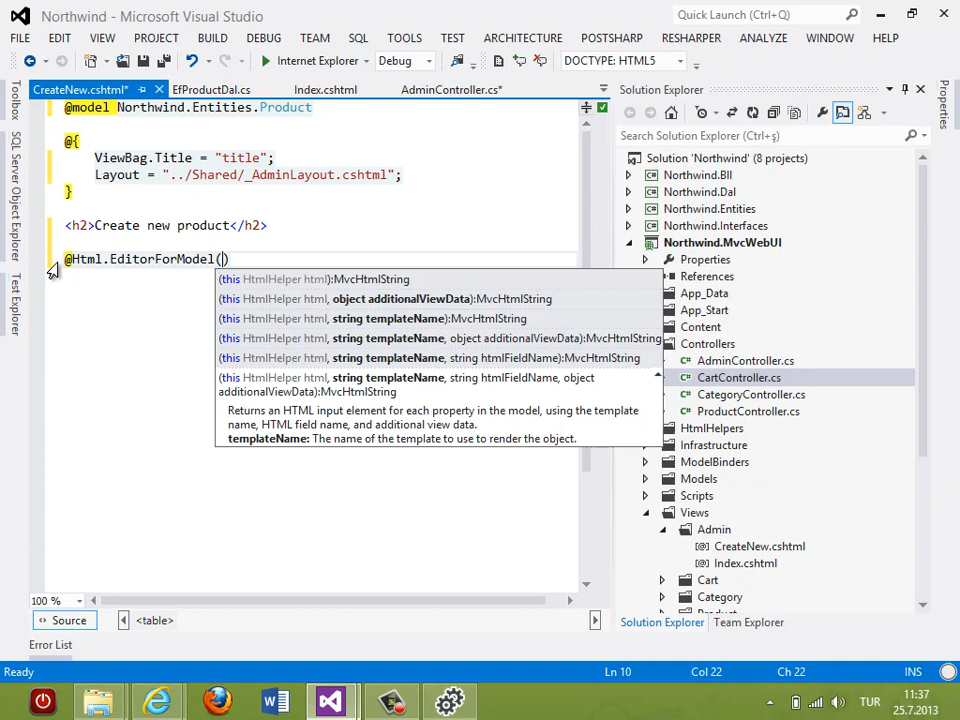 Northwind - Microsoft Visual Studio
Quick Launch (Ctrl+Q)
FILE EDIT VIEW PROJECT BUILD DEBUG TEAM SQL TOOLS TEST ARCHITECTURE POSTSHARP RESHARPER ANALYZE WINDOW HELP
Internet Explorer Debug DOCTYPE: HTML5
CreateNew.cshtml* EfProductDal.cs Index.cshtml AdminController.cs*
@model Northwind.Entities.Product
@{
ViewBag.Title = "title";
Layout = "../Shared/_AdminLayout.cshtml";
}
<h2>Create new product</h2>
@Html.EditorForModel()
(this HtmlHelper html):MvcHtmlString
(this HtmlHelper html, object additionalViewData):MvcHtmlString
(this HtmlHelper html, string templateName):MvcHtmlString
(this HtmlHelper html, string templateName, object additionalViewData):MvcHtmlString
(this HtmlHelper html, string templateName, string htmlFieldName):MvcHtmlString
(this HtmlHelper html, string templateName, string htmlFieldName, object
additionalViewData):MvcHtmlString
Returns an HTML input element for each property in the model, using the template
name, HTML field name, and additional view data.
templateName: The name of the template to use to render the object.
Toolbox
SQL Server Object Explorer
Test Explorer
100 %
Source
<table>
Error List
Solution Explorer
Search Solution Explorer (Ctrl+ş)
Solution 'Northwind' (8 projects)
Northwind.Bll
Northwind.Dal
Northwind.Entities
Northwind.Interfaces
Northwind.MvcWebUI
Properties
References
App_Data
App_Start
Content
Controllers
AdminController.cs
CartController.cs
CategoryController.cs
ProductController.cs
HtmlHelpers
Infrastructure
ModelBinders
Models
Scripts
Views
Admin
CreateNew.cshtml
Index.cshtml
Cart
Category
Product
Solution Explorer Team Explorer
Properties
Ready Ln 10 Col 22 Ch 22 INS
TUR
11:37
25.7.2013